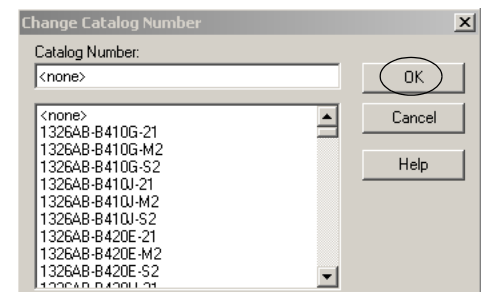 Change Catalog Number
Catalog Number:
<none>
OK
<none>
1326AB-B410G-21
1326AB-B410G-M2
1326AB-B410G-S2
1326AB-B410J-21
1326AB-B410J-M2
1326AB-B410J-S2
1326AB-B420E-21
1326AB-B420E-M2
1326AB-B420E-S2
Cancel
Help